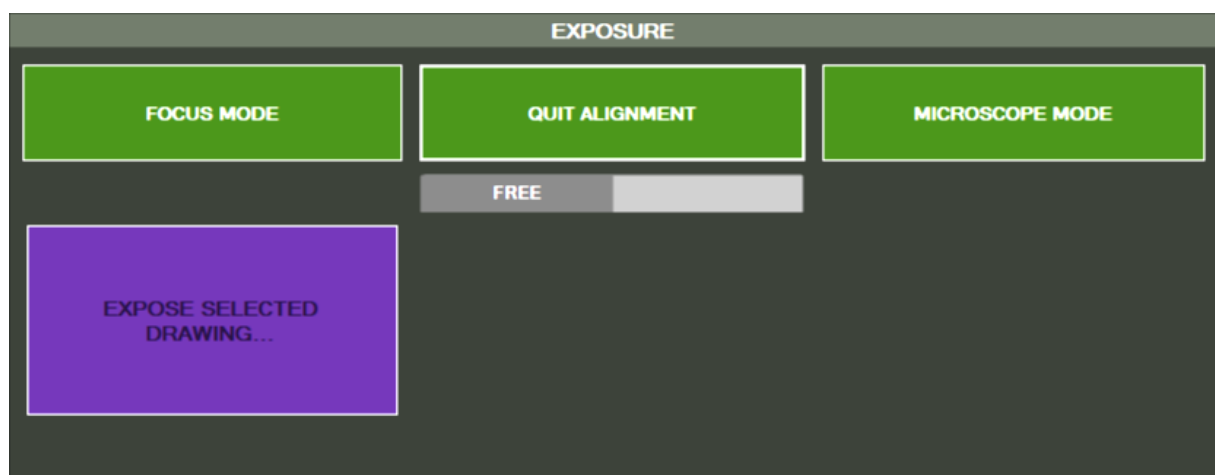 EXPOSURE
FOCUS MODE
QUIT ALIGNMENT
MICROSCOPE MODE
FREE
EXPOSE SELECTED
DRAWING...